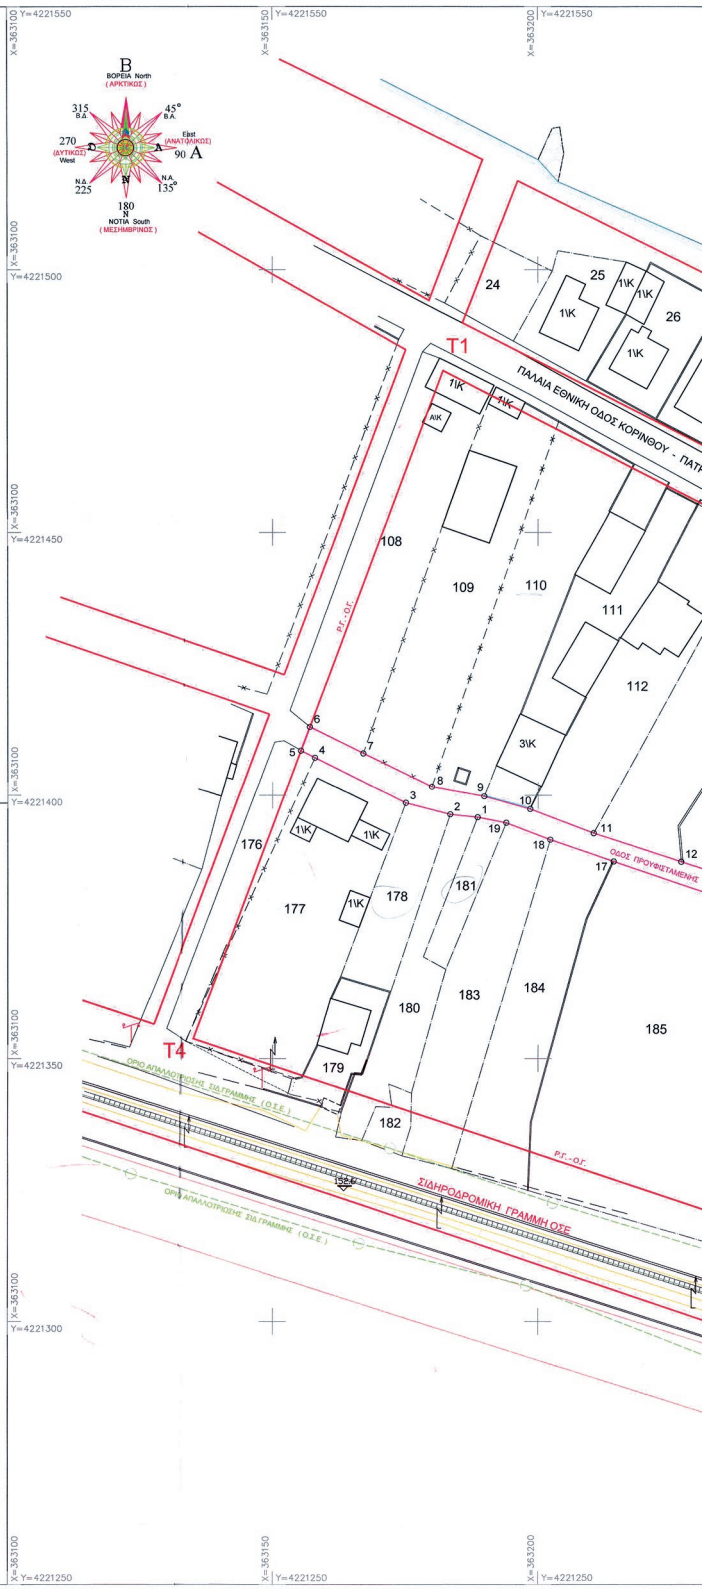 X=363100
Y=4221550
X=363150
Y=4221550
X=363200
Y=4221550
Β
ΒΟΡΕΙΑ North
( ΑΡΚΤΙΚΟΣ )
315
Β.Δ.
45°
Β.Α.
270
(ΔΥΤΙΚΟΣ)
West
Δ
Α
East
(ΑΝΑΤΟΛΙΚΟΣ)
90 Α
Ν.Δ.
225
Ν
Ν.Α.
135°
180
Ν
ΝΟΤΙΑ South
( ΜΕΣΗΜΒΡΙΝΟΣ )
X=363100
Y=4221500
24
25
26
1\Κ
1\Κ
1\Κ
1\Κ
Τ1
ΠΑΛΑΙΑ ΕΘΝΙΚΗ ΟΔΟΣ ΚΟΡΙΝΘΟΥ - ΠΑΤΡ
1\Κ
1\Κ
Α\Κ
X=363100
Y=4221450
108
109
110
111
112
Ρ.Γ. - Ο.Γ.
3\Κ
6
7
5
4
8
9
10
3
2
1
19
18
11
12
17
X=363100
Y=4221400
ΟΔΟΣ ΠΡΟΥΦΙΣΤΑΜΕΝΗΣ
1\Κ
1\Κ
176
177
1\Κ
178
181
180
183
184
185
X=363100
Y=4221350
Τ4
179
182
ΟΡΙΟ ΑΠΑΛΛΟΤΡΙΩΣΗΣ ΣΙΔ.ΓΡΑΜΜΗΣ ( Ο.Σ.Ε.)
Ρ.Γ. - Ο.Γ.
ΣΙΔΗΡΟΔΡΟΜΙΚΗ ΓΡΑΜΜΗ ΟΣΕ
ΟΡΙΟ ΑΠΑΛΛΟΤΡΙΩΣΗΣ ΣΙΔ.ΓΡΑΜΜΗΣ ( Ο.Σ.Ε.)
X=363100
Y=4221300
X=363100
Y=4221250
X=363150
Y=4221250
X=363200
Y=4221250